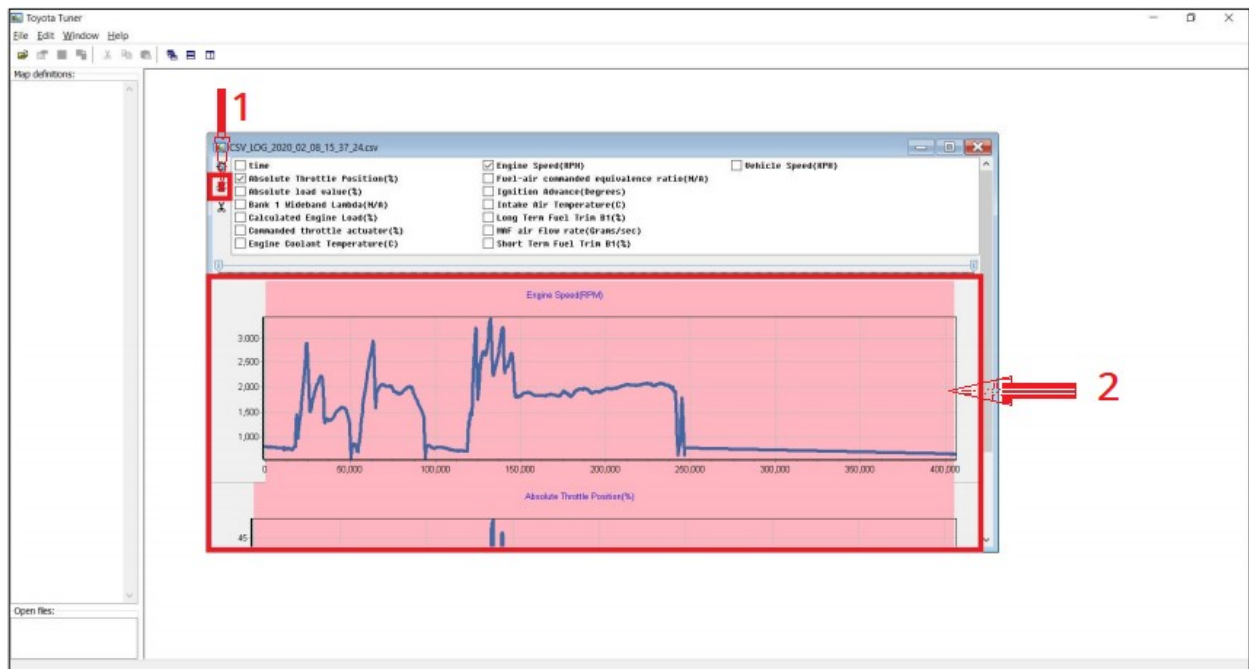 Toyota Tuner
File Edit Window Help
Map definitions:
1
CSV_LOG_2020_02_08_15_37_24.csv
time
Absolute Throttle Position(%)
Absolute load value(%)
Bank 1 Wideband Lambda(N/A)
Calculated Engine Load(%)
Commanded throttle actuator(%)
Engine Coolant Temperature(C)
Engine Speed(RPM)
Fuel-air commanded equivalence ratio(N/A)
Ignition Advance(Degrees)
Intake Air Temperature(C)
Long Term Fuel Trim B1(%)
MAF air flow rate(Grams/sec)
Short Term Fuel Trim B1(%)
Vehicle Speed(KPH)
Engine Speed(RPM)
3,000
2,500
2,000
1,500
1,000
0 50,000 100,000 150,000 200,000 250,000 300,000 350,000 400,000
2
Absolute Throttle Position(%)
45
Open files: